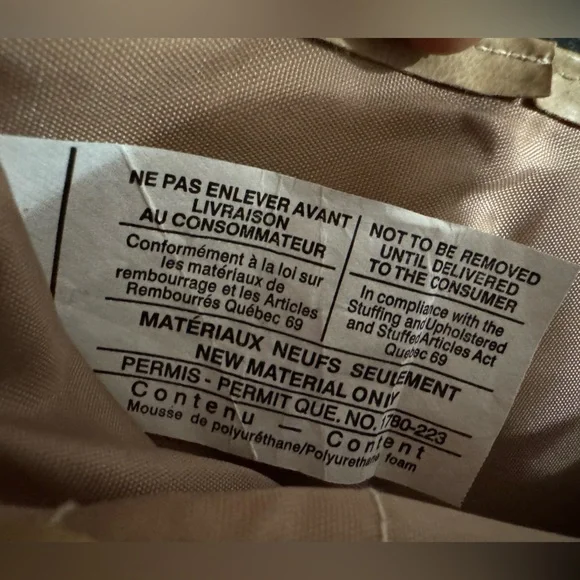 NE PAS ENLEVER AVANT
LIVRAISON
AU CONSOMMATEUR
Conformément à la loi sur
les matériaux de
rembourrage et les Articles
Rembourrés Québec 69
NOT TO BE REMOVED
UNTIL DELIVERED
TO THE CONSUMER
In compliance with the
Stuffing and Upholstered
and Stuffed Articles Act
Quebec 69
MATÉRIAUX NEUFS SEULEMENT
NEW MATERIAL ONLY
PERMIS - PERMIT QUE. NO. 1780-223
Contenu — Content
Mousse de polyuréthane/Polyurethane foam